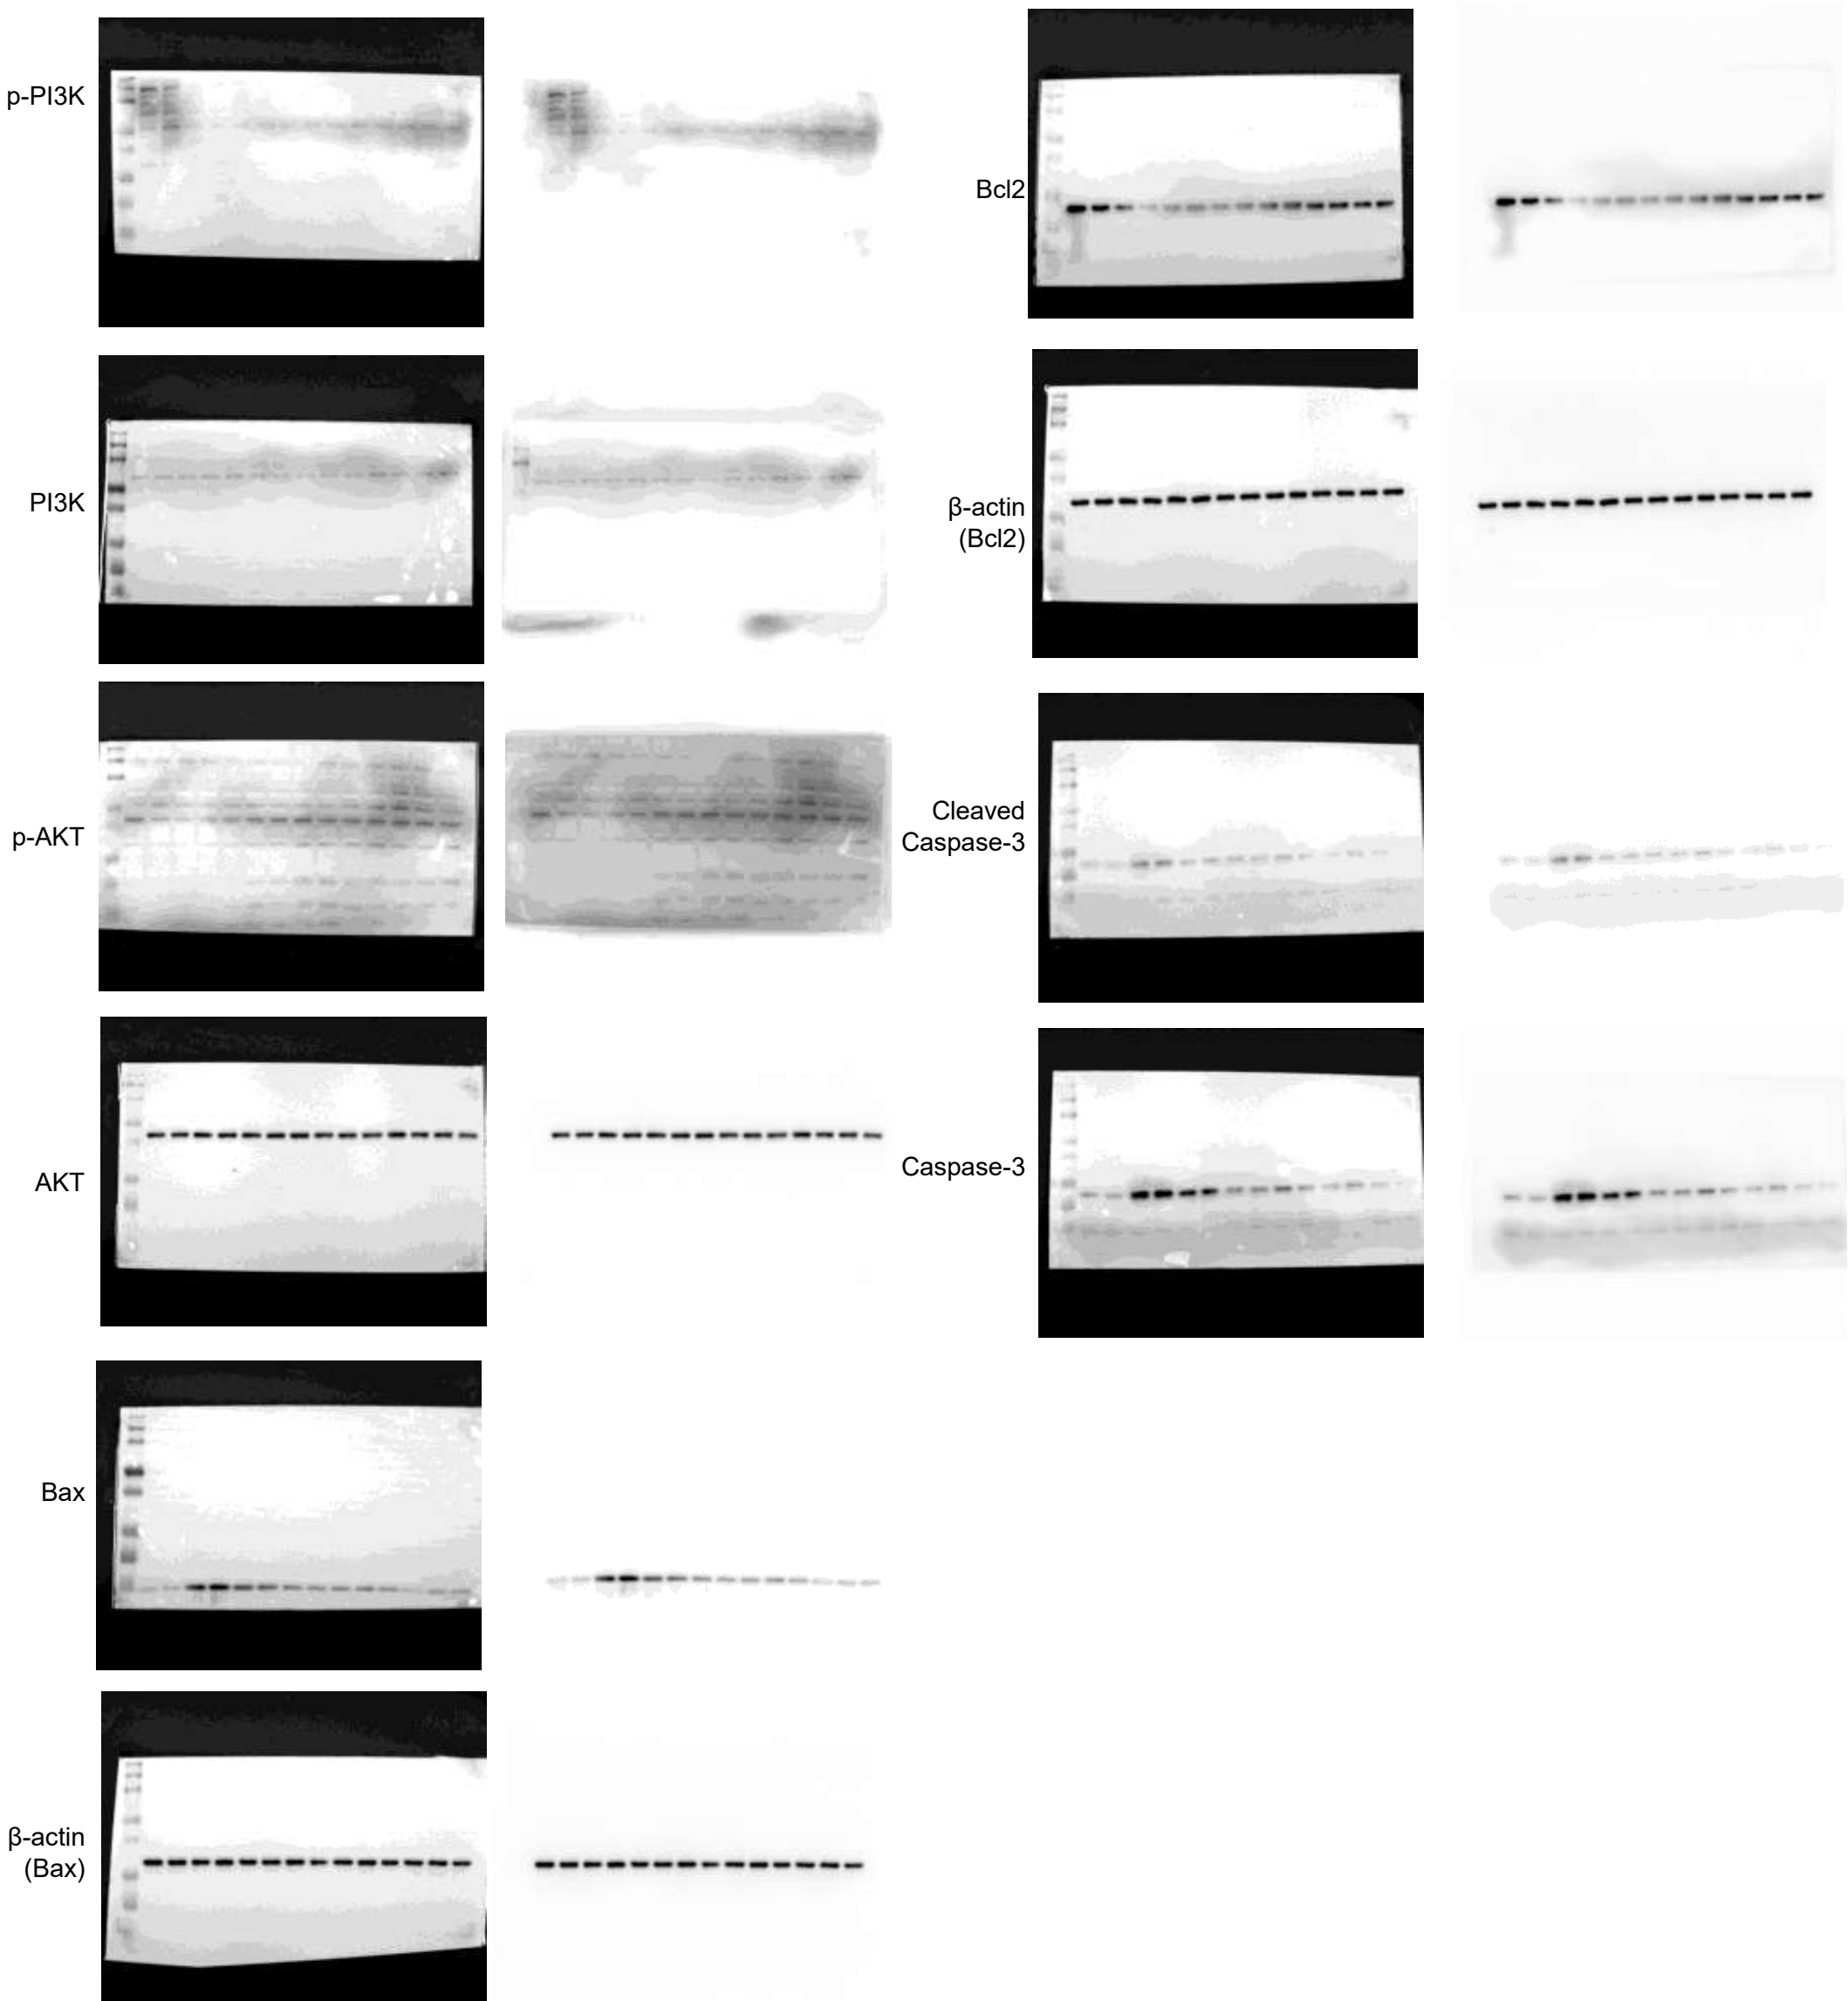 p-PI3K
PI3K
p-AKT
AKT
Bax
β-actin
(Bax)
Bcl2
β-actin
(Bcl2)
Cleaved
Caspase-3
Caspase-3